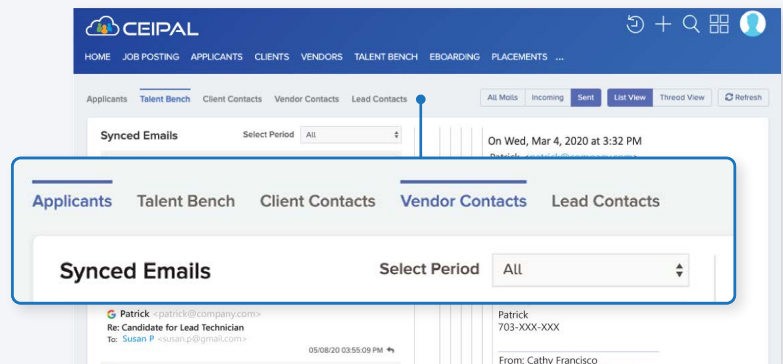 CEIPAL
HOME JOB POSTING APPLICANTS CLIENTS VENDORS TALENT BENCH EBOARDING PLACEMENTS ...
Applicants Talent Bench Client Contacts Vendor Contacts Lead Contacts All Mails Incoming Sent List View Thread View Refresh
Synced Emails Select Period All
On Wed, Mar 4, 2020 at 3:32 PM
Patrick <patrick@company.com>
Applicants Talent Bench Client Contacts Vendor Contacts Lead Contacts
Synced Emails Select Period All
G Patrick <patrick@company.com>
Re: Candidate for Lead Technician
To: Susan P <susan.p@gmail.com>
05/08/20 03:55:09 PM
Patrick
703-XXX-XXX
From: Cathy Francisco